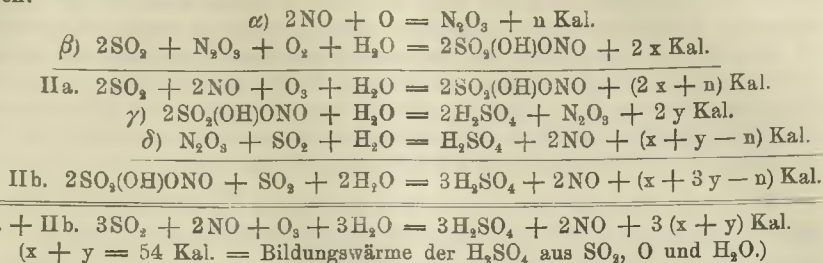 α) 2NO + O = N₂O₃ + n Kal.
β) 2SO₂ + N₂O₃ + O₂ + H₂O = 2SO₂(OH)ONO + 2 x Kal.
IIa. 2SO₂ + 2NO + O₃ + H₂O = 2SO₂(OH)ONO + (2 x + n) Kal.
γ) 2SO₂(OH)ONO + H₂O = 2H₂SO₄ + N₂O₃ + 2 y Kal.
δ) N₂O₃ + SO₂ + H₂O = H₂SO₄ + 2NO + (x + y − n) Kal.
IIb. 2SO₂(OH)ONO + SO₂ + 2H₂O = 3H₂SO₄ + 2NO + (x + 3 y − n) Kal.
+ IIb. 3SO₂ + 2NO + O₃ + 3H₂O = 3H₂SO₄ + 2NO + 3 (x + y) Kal.
(x + y = 54 Kal. = Bildungswärme der H₂SO₄ aus SO₂, O und H₂O.)